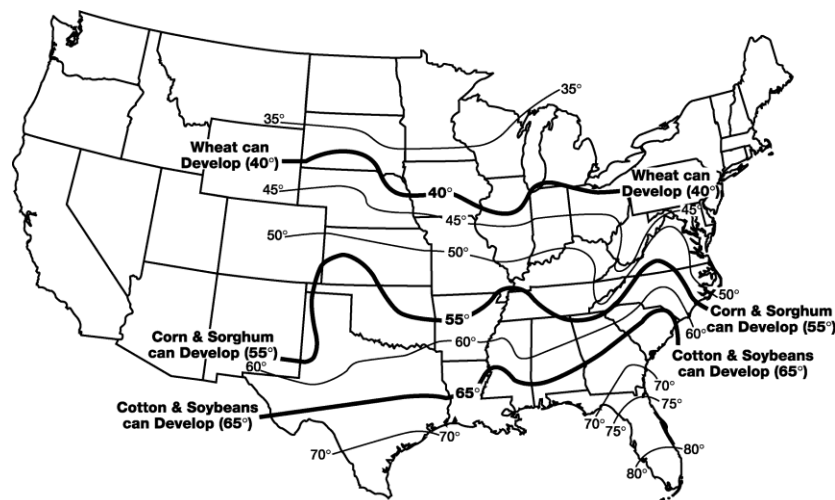 35°
35°
Wheat can
Develop (40°)
Wheat can
Develop (40°)
40°
45°
45°
45°
50°
50°
50°
Corn & Sorghum
can Develop (55°)
55°
Corn & Sorghum
can Develop (55°)
60°
60°
60°
Cotton & Soybeans
can Develop (65°)
65°
Cotton & Soybeans
can Develop (65°)
70°
75°
70°
75°
70°
70°
80°
80°